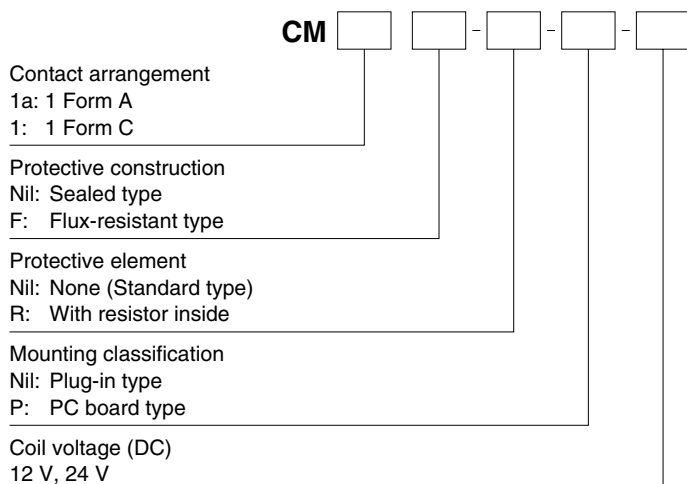 CM - - -
Contact arrangement
1a: 1 Form A
1: 1 Form C
Protective construction
Nil: Sealed type
F: Flux-resistant type
Protective element
Nil: None (Standard type)
R: With resistor inside
Mounting classification
Nil: Plug-in type
P: PC board type
Coil voltage (DC)
12 V, 24 V